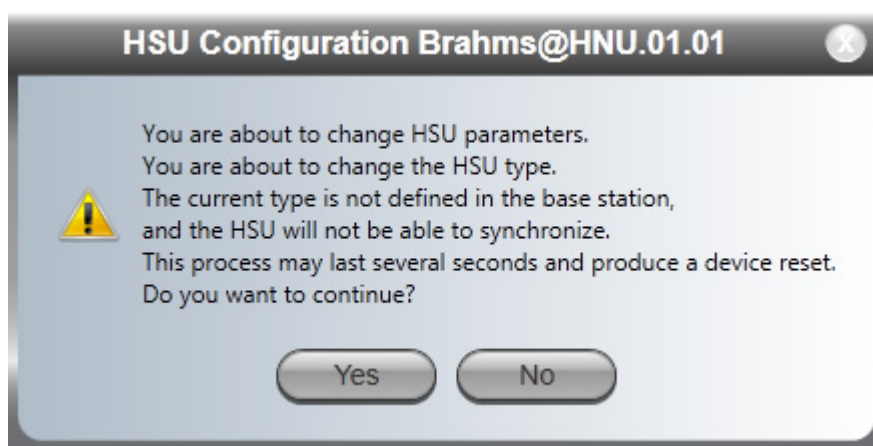 HSU Configuration Brahms@HNU.01.01
You are about to change HSU parameters.
You are about to change the HSU type.
The current type is not defined in the base station,
and the HSU will not be able to synchronize.
This process may last several seconds and produce a device reset.
Do you want to continue?
Yes No